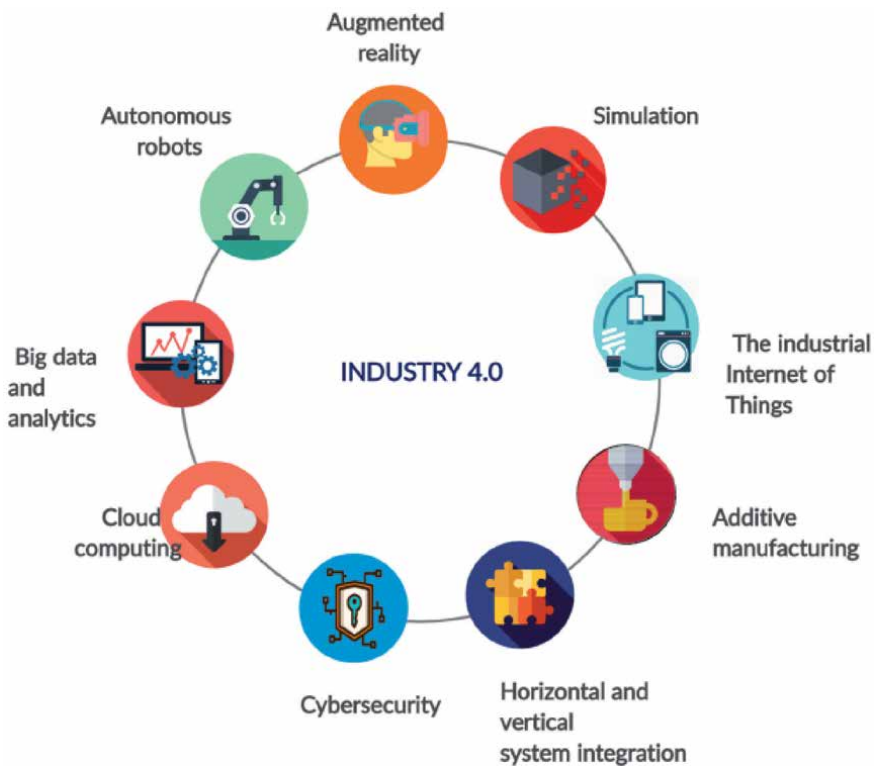 Augmented
reality
Autonomous
robots
Simulation
Big data
and
analytics
INDUSTRY 4.0
The industrial
Internet of
Things
Cloud
computing
Additive
manufacturing
Cybersecurity
Horizontal and
vertical
system integration